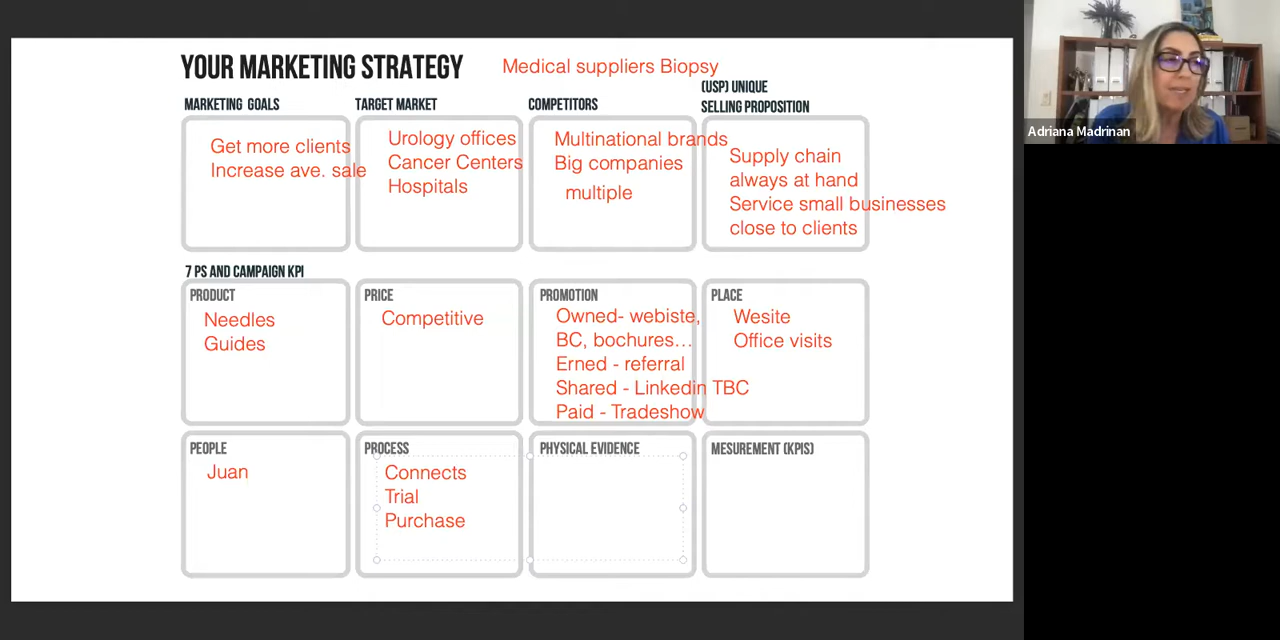 YOUR MARKETING STRATEGY
Medical suppliers Biopsy
MARKETING GOALS
Get more clients
Increase ave. sale
TARGET MARKET
Urology offices
Cancer Centers
Hospitals
COMPETITORS
Multinational brands
Big companies
multiple
(USP) UNIQUE
SELLING PROPOSITION
Supply chain
always at hand
Service small businesses
close to clients
7 PS AND CAMPAIGN KPI
PRODUCT
Needles
Guides
PRICE
Competitive
PROMOTION
Owned- webiste,
BC, bochures...
Erned - referral
Shared - Linkedin TBC
Paid - Tradeshow
PLACE
Wesite
Office visits
PEOPLE
Juan
PROCESS
Connects
Trial
Purchase
PHYSICAL EVIDENCE
MESUREMENT (KPIS)
Adriana Madrinan